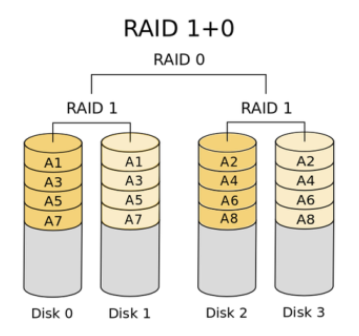 RAID 1+0
RAID 0
RAID 1 RAID 1
A1 A1 A2 A2
A3 A3 A4 A4
A5 A5 A6 A6
A7 A7 A8 A8
Disk 0 Disk 1 Disk 2 Disk 3